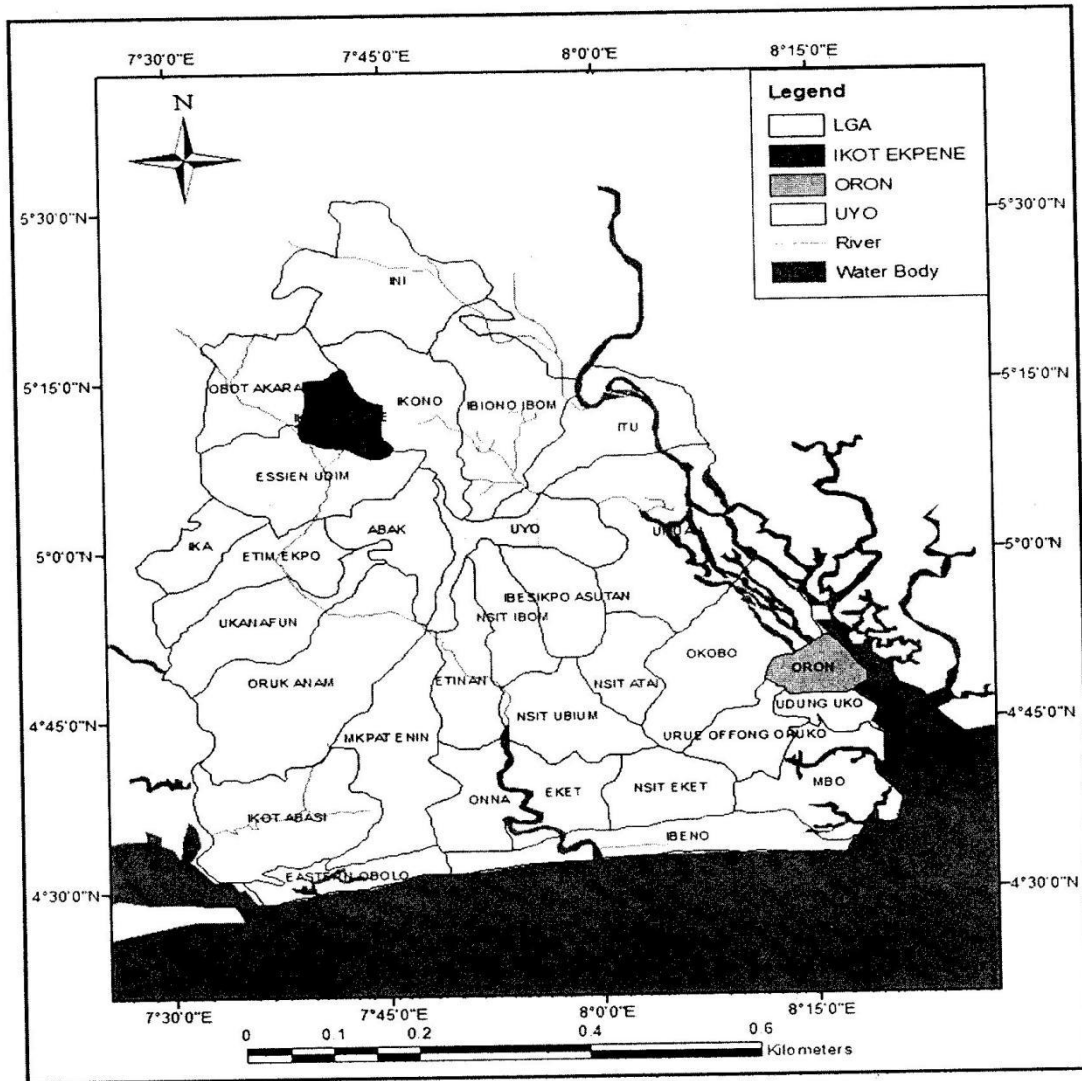 7°30'0"E 7°45'0"E 8°0'0"E 8°15'0"E
N
Legend
LGA
IKOT EKPENE
ORON
UYO
River
Water Body
5°30'0"N 5°30'0"N
INI
5°15'0"N 5°15'0"N
OBOT AKARA
IKONO
IBIONO IBOM
ITU
ESSIEN UDIM
ABAK
UYO
5°0'0"N 5°0'0"N
IKA
ETIM EKPO
IBESIKPO ASUTAN
NSIT IBOM
UKANAFUN
OKOBO
ORON
ORUK ANAM
ETINAN
NSIT ATAI
UDUNG UKO
4°45'0"N 4°45'0"N
NSIT UBIUM
MKPAT ENIN
URUE OFFONG ORUKO
MBO
NSIT EKET
EKET
ONNA
IKOT ABASI
IBENO
EASTERN OBOLO
4°30'0"N 4°30'0"N
7°30'0"E 7°45'0"E 8°0'0"E 8°15'0"E
0 0.1 0.2 0.4 0.6
Kilometers